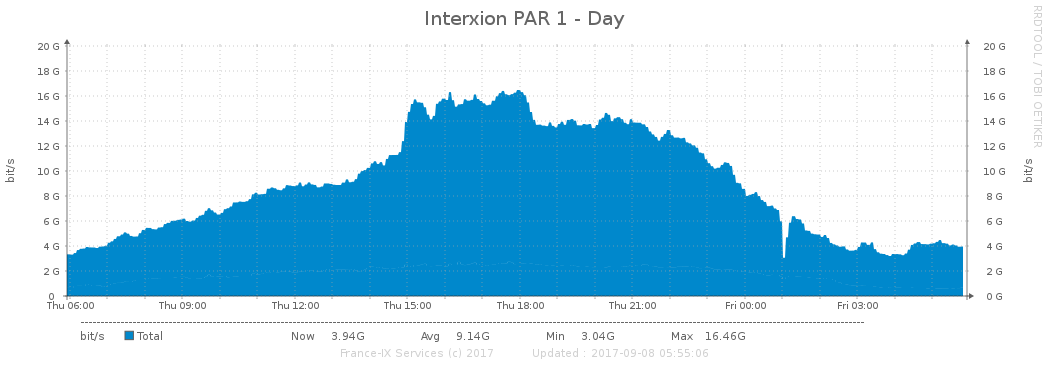 Interxion PAR 1 - Day
RRDTOOL / TOBI OETIKER
20 G 20 G
18 G 18 G
16 G 16 G
14 G 14 G
12 G 12 G
10 G 10 G
8 G 8 G
6 G 6 G
4 G 4 G
2 G 2 G
0 0 G
bit/s bit/s
Thu 06:00 Thu 09:00 Thu 12:00 Thu 15:00 Thu 18:00 Thu 21:00 Fri 00:00 Fri 03:00
bit/s Total Now 3.94G Avg 9.14G Min 3.04G Max 16.46G
France-IX Services (c) 2017 Updated : 2017-09-08 05:55:06